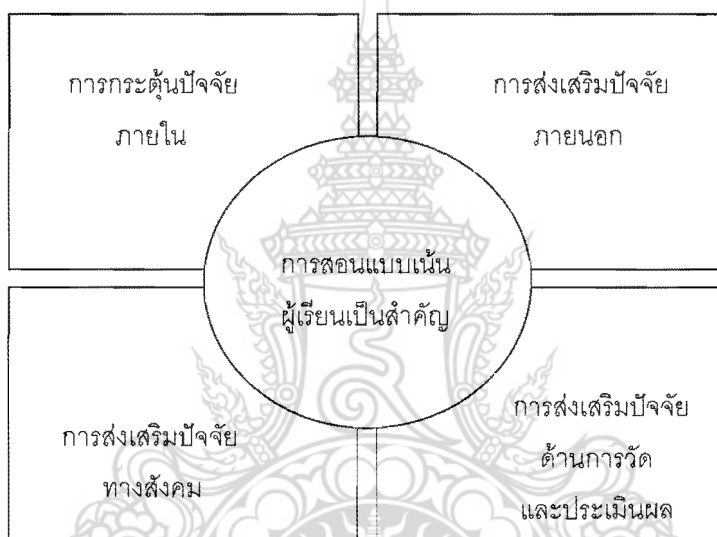 การกระตุ้นปัจจัย
ภายใน
การส่งเสริมปัจจัย
ภายนอก
การสอนแบบเน้น
ผู้เรียนเป็นสำคัญ
การส่งเสริมปัจจัย
ทางสังคม
การส่งเสริมปัจจัย
ด้านการวัด
และประเมินผล